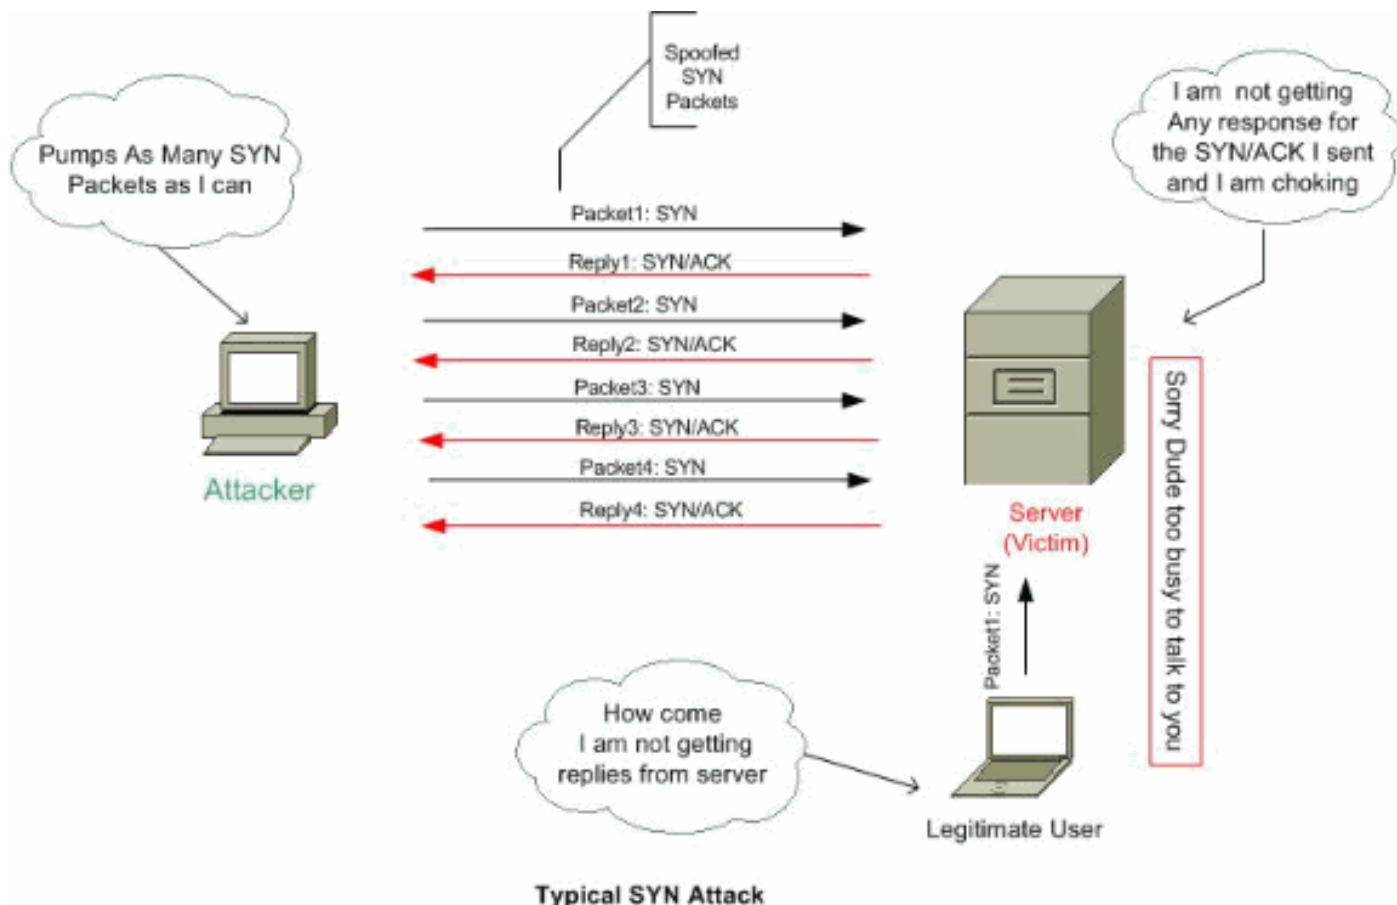 Spoofed
SYN
Packets
Pumps As Many SYN
Packets as I can
I am not getting
Any response for
the SYN/ACK I sent
and I am choking
Packet1: SYN
Reply1: SYN/ACK
Packet2: SYN
Reply2: SYN/ACK
Packet3: SYN
Reply3: SYN/ACK
Packet4: SYN
Reply4: SYN/ACK
Attacker
Server
(Victim)
Sorry Dude too busy to talk to you
Packet1: SYN
How come
I am not getting
replies from server
Legitimate User
Typical SYN Attack